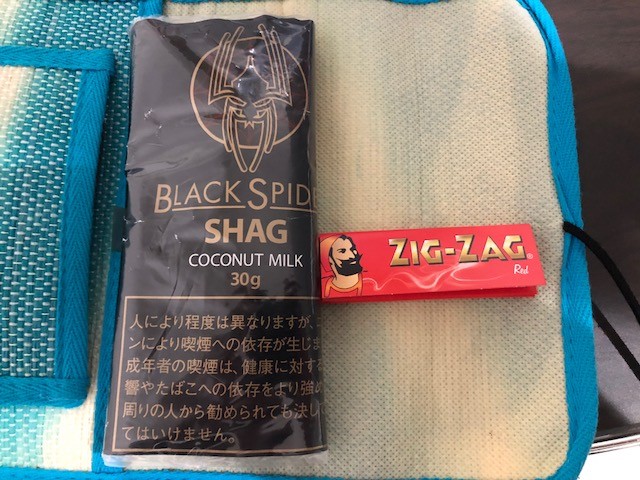 BLACK SPID
SHAG
COCONUT MILK
30g
人により程度は異なりますが、ニ
ンにより喫煙への依存が生じま
成年者の喫煙は、健康に対す
響やたばこへの依存をより強め
周りの人から勧められても決し
てはいけません。
ZIG-ZAG
Red